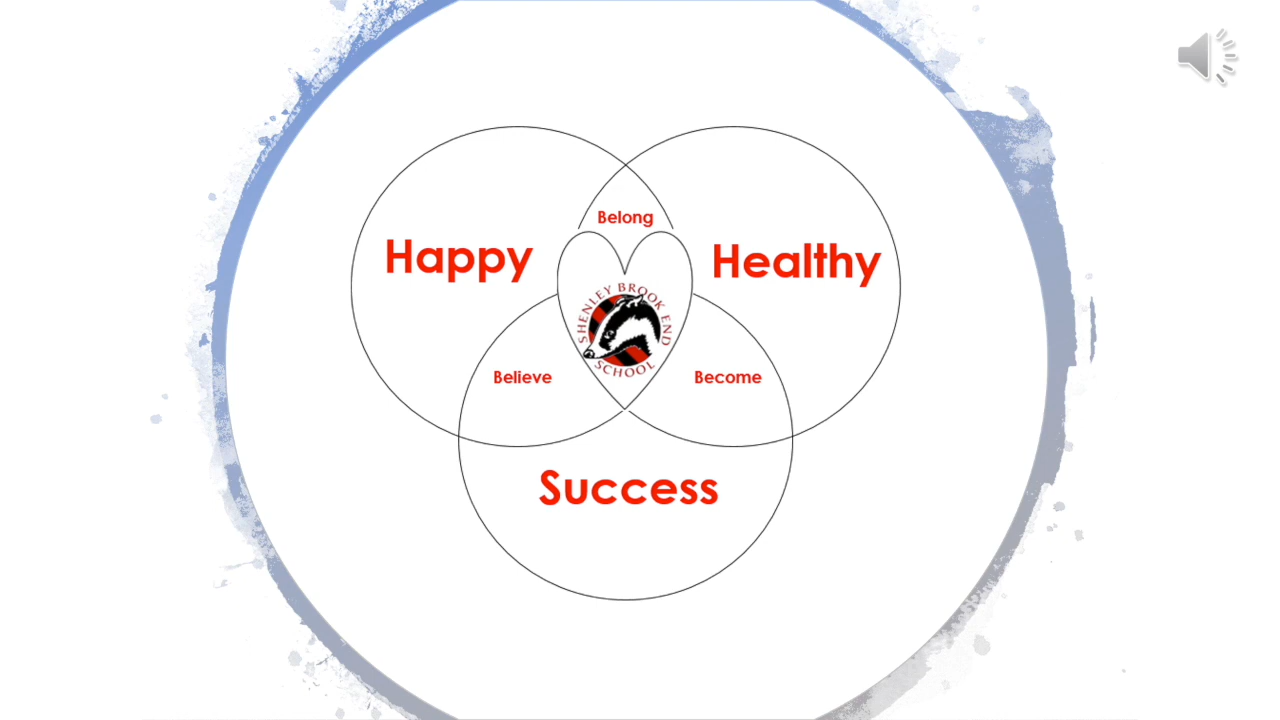 Belong
Happy
Healthy
SHENLEY BROOK END
SCHOOL
Believe
Become
Success